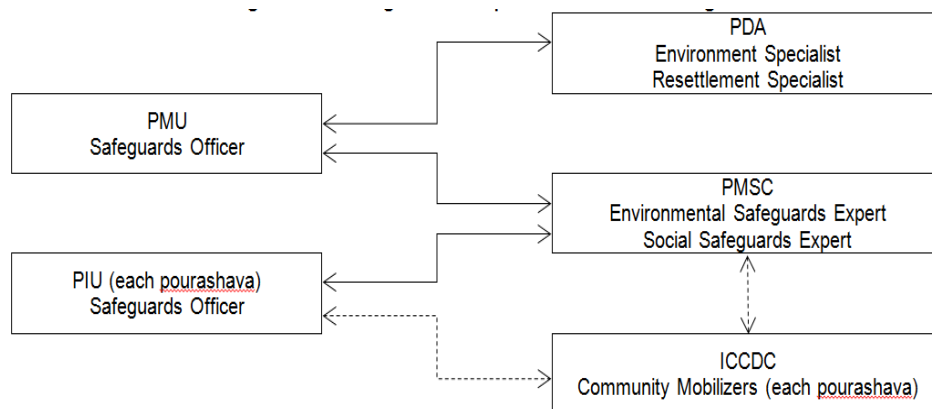 PDA
Environment Specialist
Resettlement Specialist
PMU
Safeguards Officer
PMSC
Environmental Safeguards Expert
Social Safeguards Expert
PIU (each pourashava)
Safeguards Officer
ICCDC
Community Mobilizers (each pourashava)